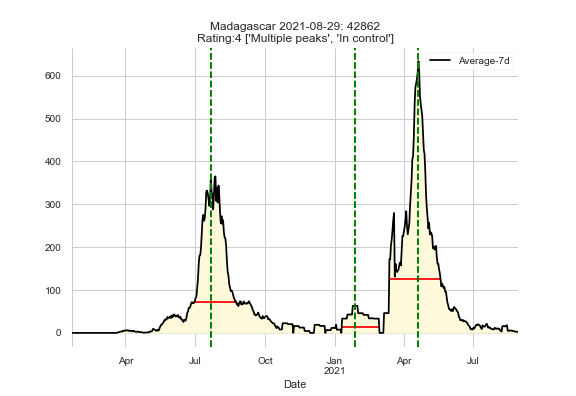 Madagascar 2021-08-29: 42862
Rating:4 ['Multiple peaks', 'In control']
Average-7d
600
500
400
300
200
100
0
Apr
Jul
Oct
Jan
2021
Apr
Jul
Date